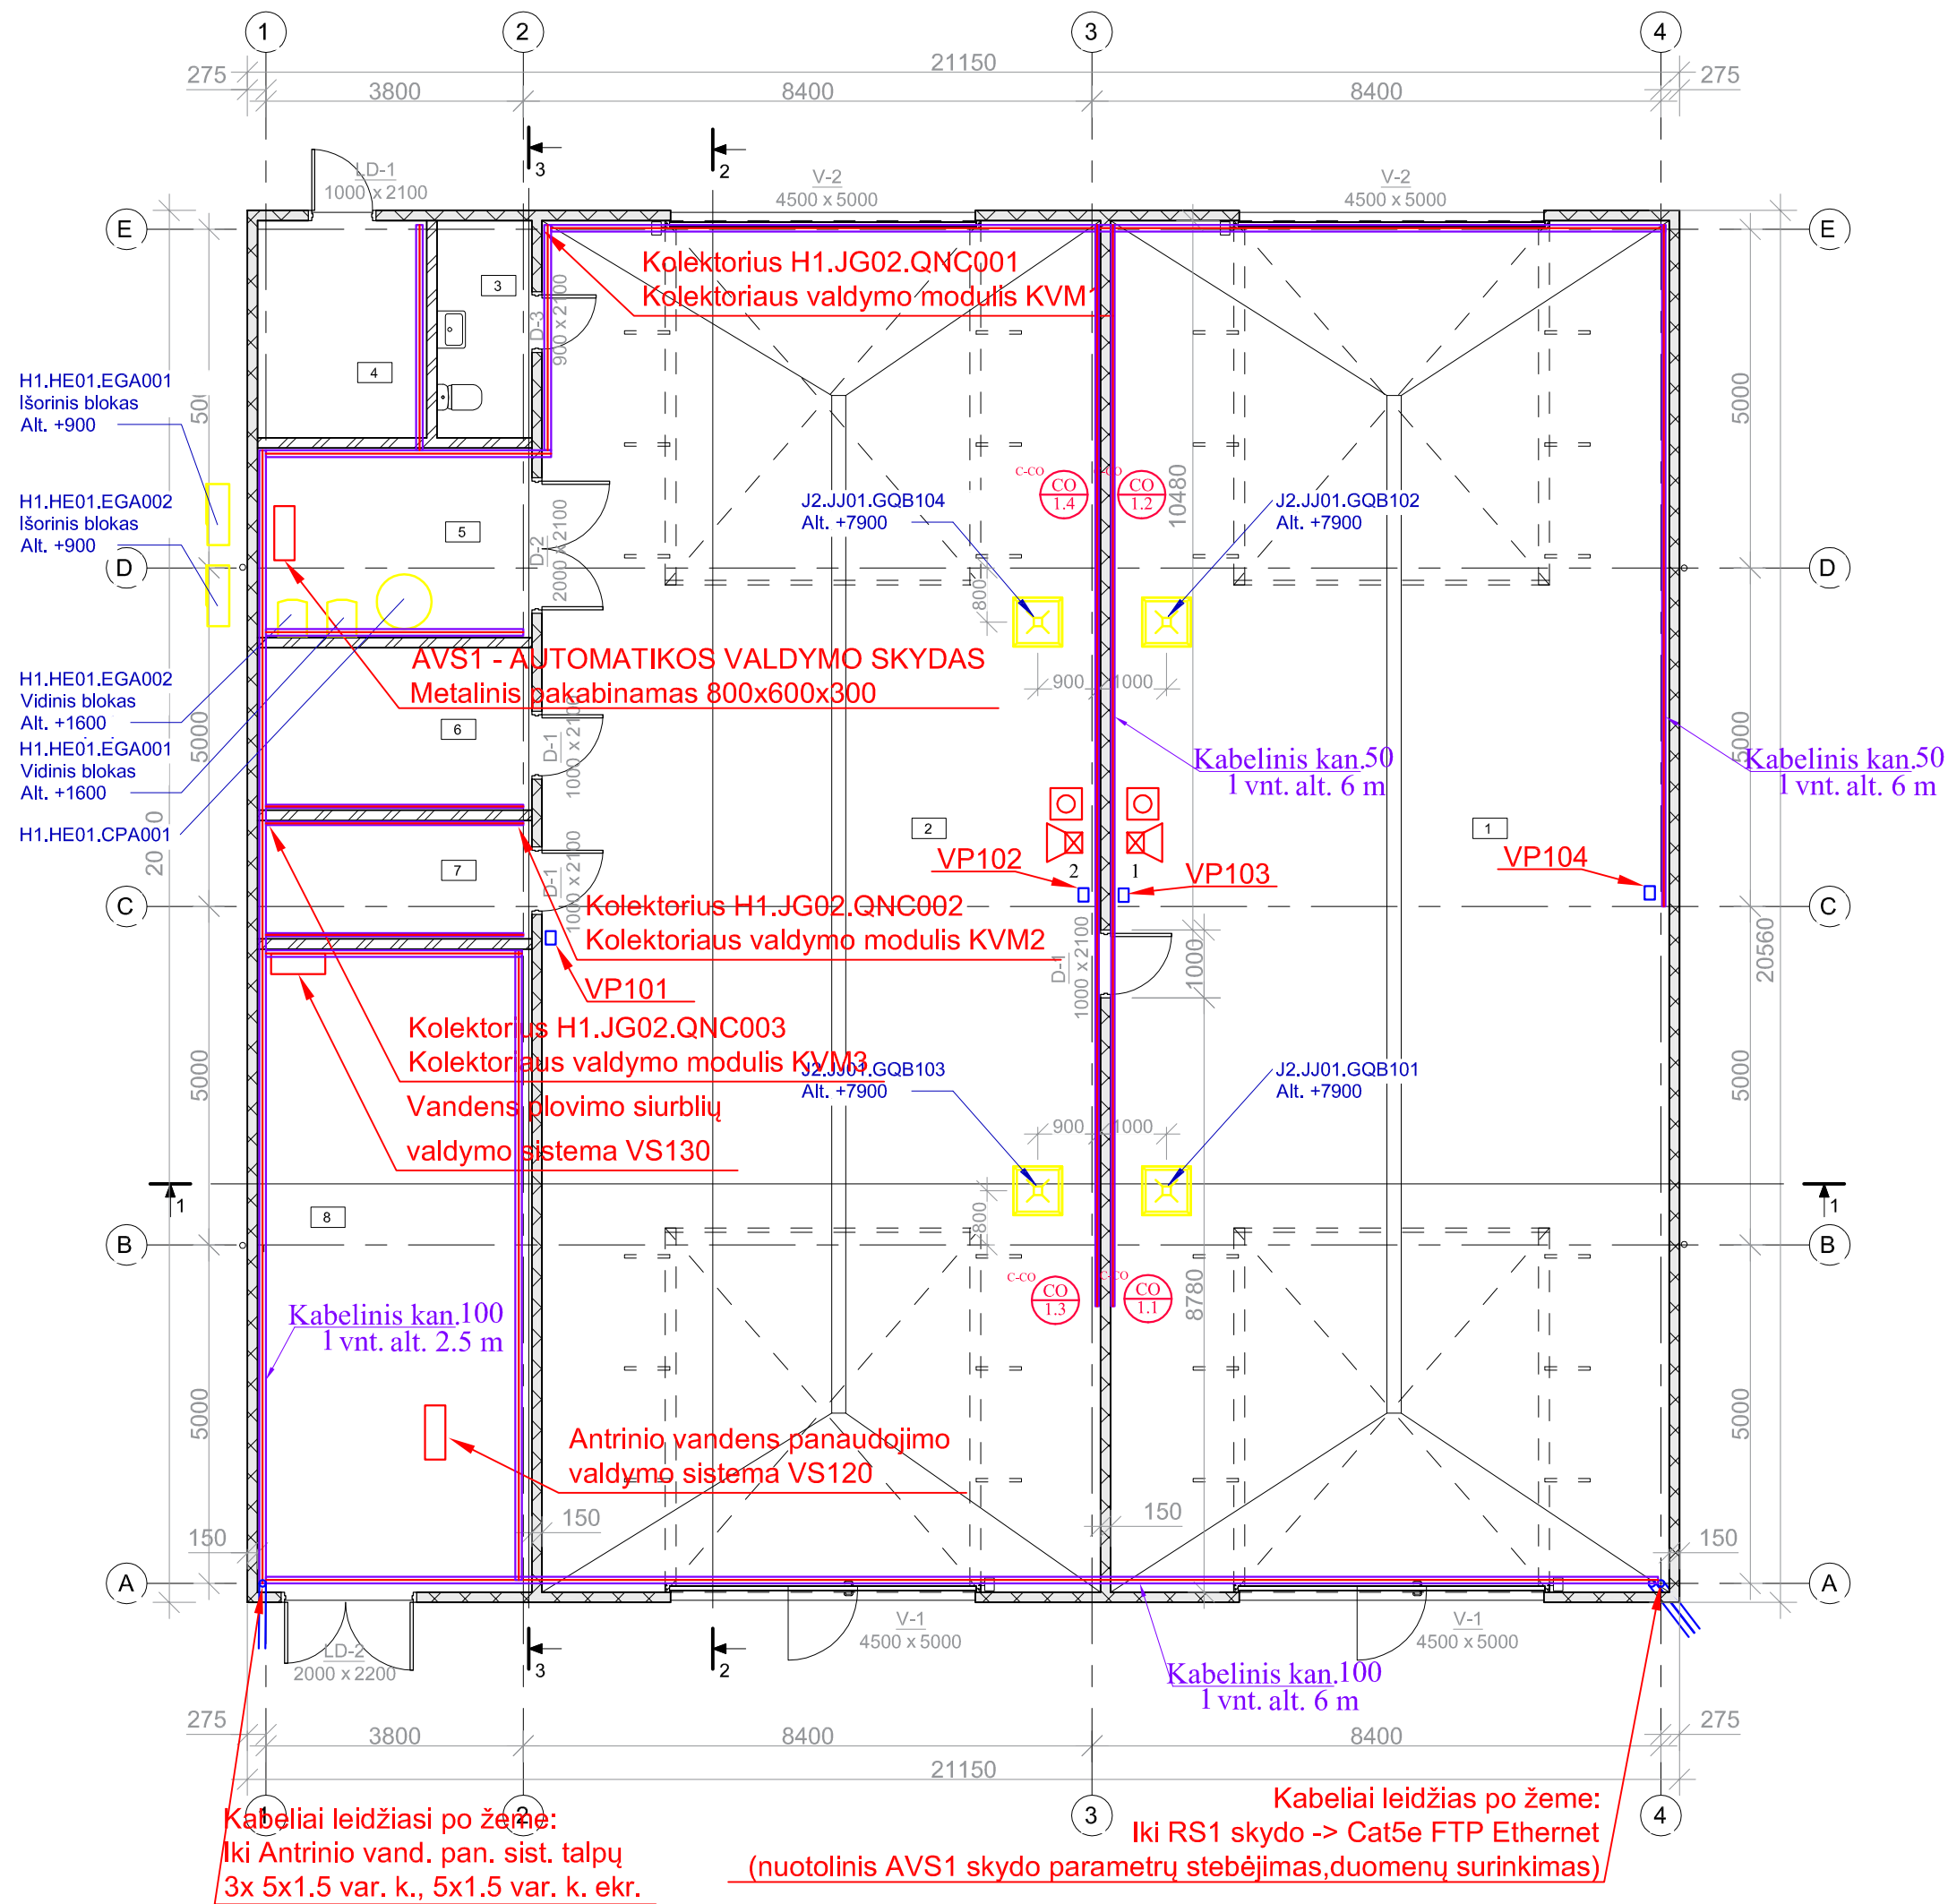 1
2
3
4
21150
275
275
3800
8400
8400
3
2
LD-1
1000 x 2100
V-2
4500 x 5000
V-2
4500 x 5000
E
E
Kolektorius H1.JG02.QNC001
Kolektoriaus valdymo modulis KVM1
3
D-3
900 x 2100
4
H1.HE01.EGA001
Išorinis blokas
Alt. +900
5000
5000
C-CO
CO
1.4
C-CO
CO
1.2
10480
H1.HE01.EGA002
Išorinis blokas
Alt. +900
J2.JJ01.GQB104
Alt. +7900
J2.JJ01.GQB102
Alt. +7900
5
D-2
2000 x 2100
D
D
800
AVS1 - AUTOMATIKOS VALDYMO SKYDAS
Metalinis pakabinamas 800x600x300
900
1000
H1.HE01.EGA002
Vidinis blokas
Alt. +1600
H1.HE01.EGA001
Vidinis blokas
Alt. +1600
H1.HE01.CPA001
5000
5000
6
D-1
1000 x 2100
Kabelinis kan.50
1 vnt. alt. 6 m
Kabelinis kan.50
1 vnt. alt. 6 m
2
1
20560
7
D-1
1000 x 2100
2
1
VP102
VP103
VP104
C
C
Kolektorius H1.JG02.QNC002
Kolektoriaus valdymo modulis KVM2
D-1
1000 x 2100
1000
20560
VP101
Kolektorius H1.JG02.QNC003
Kolektoriaus valdymo modulis KVM3
J2.JJ01.GQB103
Alt. +7900
J2.JJ01.GQB101
Alt. +7900
5000
5000
Vandens plovimo siurblių
valdymo sistema VS130
900
1000
1
1
8
800
B
B
C-CO
CO
1.3
C-CO
CO
1.1
8780
Kabelinis kan.100
1 vnt. alt. 2.5 m
5000
5000
Antrinio vandens panaudojimo
valdymo sistema VS120
150
150
150
150
A
A
LD-2
2000 x 2200
3
2
V-1
4500 x 5000
V-1
4500 x 5000
Kabelinis kan.100
1 vnt. alt. 6 m
275
3800
8400
8400
275
21150
1
2
3
4
Kabeliai leidžiasi po žeme:
Iki Antrinio vand. pan. sist. talpų
3x 5x1.5 var. k., 5x1.5 var. k. ekr.
Kabeliai leidžias po žeme:
Iki RS1 skydo -> Cat5e FTP Ethernet
(nuotolinis AVS1 skydo parametrų stebėjimas,duomenų surinkimas)